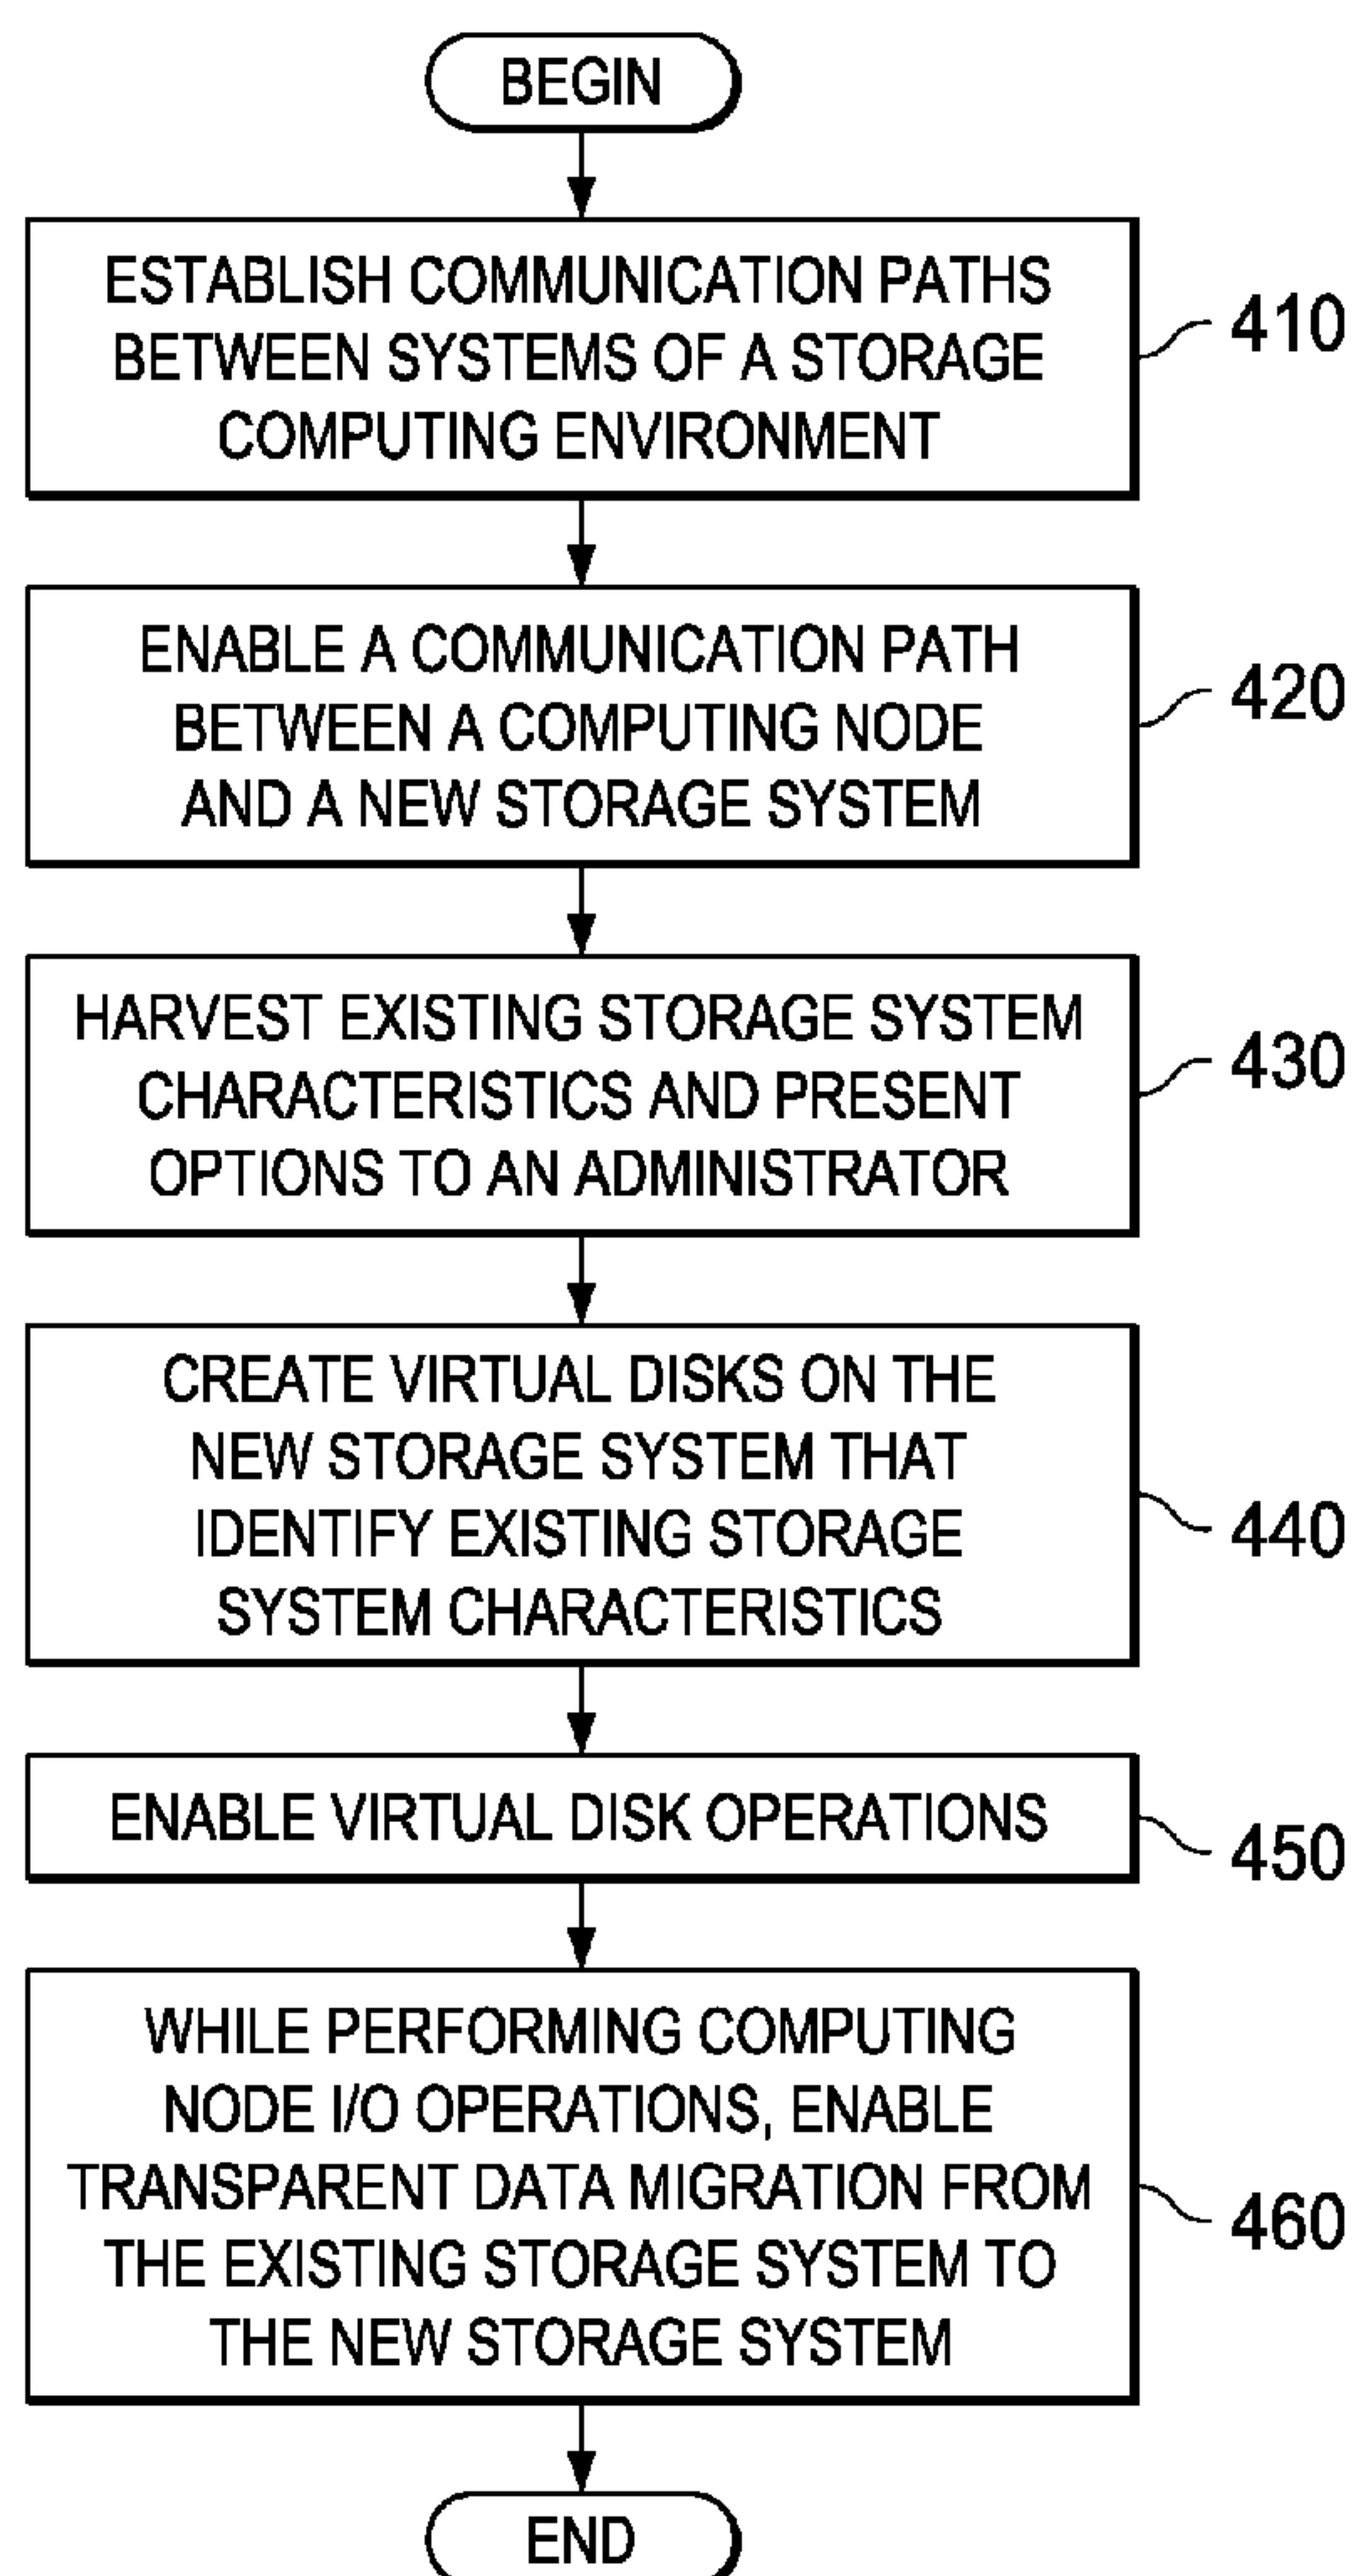 BEGIN
ESTABLISH COMMUNICATION PATHS
BETWEEN SYSTEMS OF A STORAGE
COMPUTING ENVIRONMENT
410
ENABLE A COMMUNICATION PATH
BETWEEN A COMPUTING NODE
AND A NEW STORAGE SYSTEM
420
HARVEST EXISTING STORAGE SYSTEM
CHARACTERISTICS AND PRESENT
OPTIONS TO AN ADMINISTRATOR
430
CREATE VIRTUAL DISKS ON THE
NEW STORAGE SYSTEM THAT
IDENTIFY EXISTING STORAGE
SYSTEM CHARACTERISTICS
440
ENABLE VIRTUAL DISK OPERATIONS
450
WHILE PERFORMING COMPUTING
NODE I/O OPERATIONS, ENABLE
TRANSPARENT DATA MIGRATION FROM
THE EXISTING STORAGE SYSTEM TO
THE NEW STORAGE SYSTEM
460
END